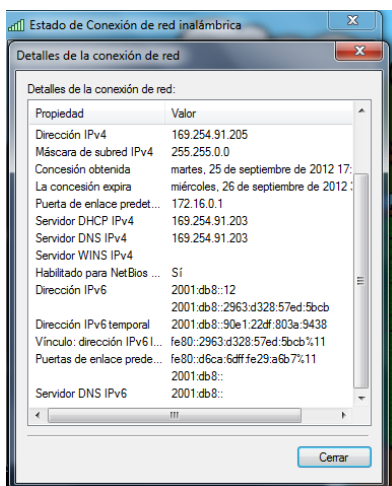 Estado de Conexión de red inalámbrica
Detalles de la conexión de red
Detalles de la conexión de red:
Propiedad Valor
Dirección IPv4 169.254.91.205
Máscara de subred IPv4 255.255.0.0
Concesión obtenida martes, 25 de septiembre de 2012 17:
La concesión expira miércoles, 26 de septiembre de 2012
Puerta de enlace predet... 172.16.0.1
Servidor DHCP IPv4 169.254.91.203
Servidor DNS IPv4 169.254.91.203
Servidor WINS IPv4
Habilitado para NetBios ... Sí
Dirección IPv6 2001:db8::12
2001:db8::2963:d328:57ed:5bcb
Dirección IPv6 temporal 2001:db8::90e1:22df:803a:9438
Vínculo: dirección IPv6 l... fe80::2963:d328:57ed:5bcb%11
Puertas de enlace prede... fe80::d6ca:6dff:fe29:a6b7%11
2001:db8::
Servidor DNS IPv6 2001:db8::
Cerrar